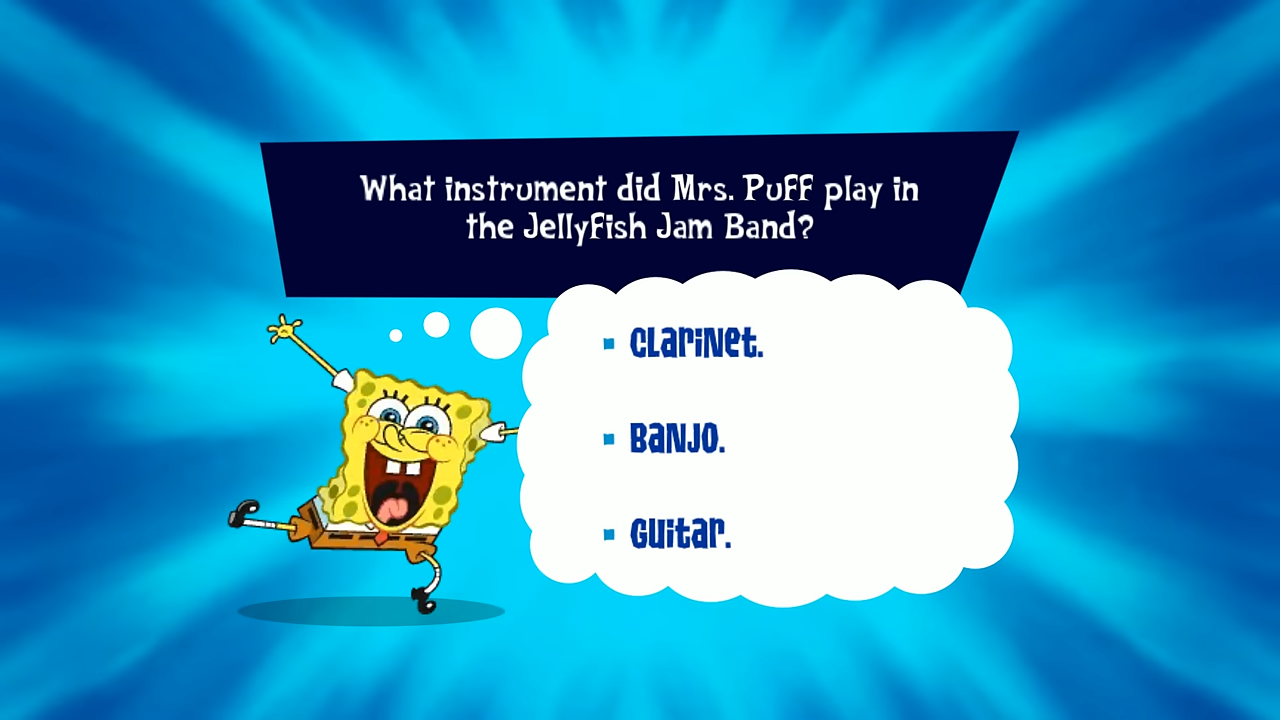 What instrument did Mrs. Puff play in
the Jellyfish Jam Band?
Clarinet.
Banjo.
Guitar.